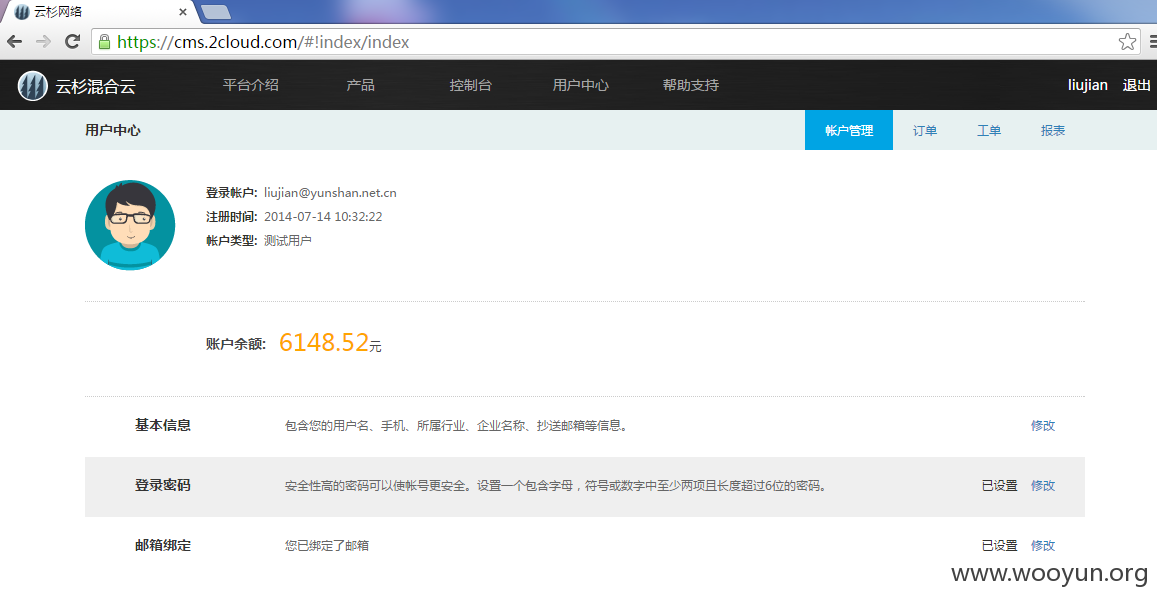 云杉网络
https://cms.2cloud.com/#!index/index
云杉混合云 平台介绍 产品 控制台 用户中心 帮助支持 liujian 退出
用户中心 帐户管理 订单 工单 报表
登录帐户: liujian@yunshan.net.cn
注册时间: 2014-07-14 10:32:22
帐户类型: 测试用户
账户余额: 6148.52元
基本信息 包含您的用户名、手机、所属行业、企业名称、抄送邮箱等信息。 修改
登录密码 安全性高的密码可以使帐号更安全。设置一个包含字母，符号或数字中至少两项且长度超过6位的密码。 已设置 修改
邮箱绑定 您已绑定了邮箱 已设置 修改
www.wooyun.org